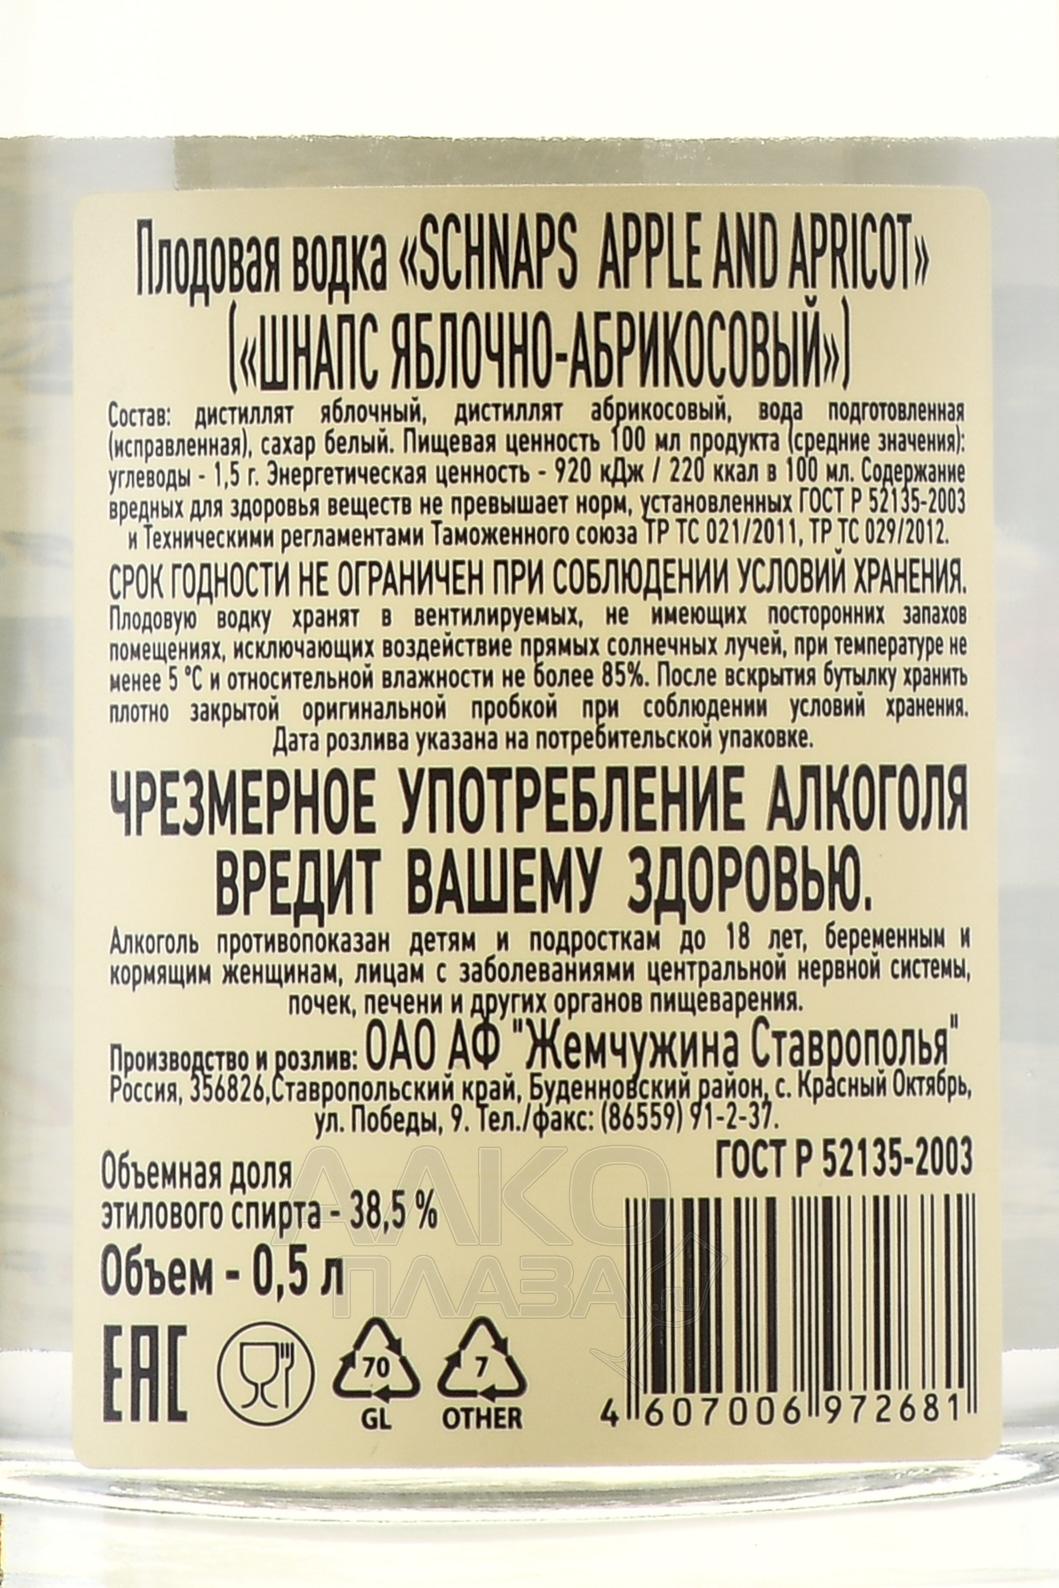 Плодовая водка «SCHNAPS APPLE AND APRICOT»
(«ШНАПС ЯБЛОЧНО-АБРИКОСОВЫЙ»)
Состав: дистиллят яблочный, дистиллят абрикосовый, вода подготовленная
(исправленная), сахар белый. Пищевая ценность 100 мл продукта (средние значения):
углеводы - 1,5 г. Энергетическая ценность - 920 кДж / 220 ккал в 100 мл. Содержание
вредных для здоровья веществ не превышает норм, установленных ГОСТ Р 52135-2003
и Техническими регламентами Таможенного союза ТР ТС 021/2011, ТР ТС 029/2012.
СРОК ГОДНОСТИ НЕ ОГРАНИЧЕН ПРИ СОБЛЮДЕНИИ УСЛОВИЙ ХРАНЕНИЯ.
Плодовую водку хранят в вентилируемых, не имеющих посторонних запахов
помещениях, исключающих воздействие прямых солнечных лучей, при температуре не
менее 5 °С и относительной влажности не более 85%. После вскрытия бутылку хранить
плотно закрытой оригинальной пробкой при соблюдении условий хранения.
Дата розлива указана на потребительской упаковке.
ЧРЕЗМЕРНОЕ УПОТРЕБЛЕНИЕ АЛКОГОЛЯ
ВРЕДИТ ВАШЕМУ ЗДОРОВЬЮ.
Алкоголь противопоказан детям и подросткам до 18 лет, беременным и
кормящим женщинам, лицам с заболеваниями центральной нервной системы,
почек, печени и других органов пищеварения.
Производство и розлив: ОАО АФ "Жемчужина Ставрополья"
Россия, 356826,Ставропольский край, Буденновский район, с. Красный Октябрь,
ул. Победы, 9. Тел./факс: (86559) 91-2-37.
ГОСТ Р 52135-2003
Объемная доля
этилового спирта - 38,5 %
Объем - 0,5 л
АЛКО
ПЛАЗА.ru
ЕАС
70
GL
7
OTHER
4 607006 972681